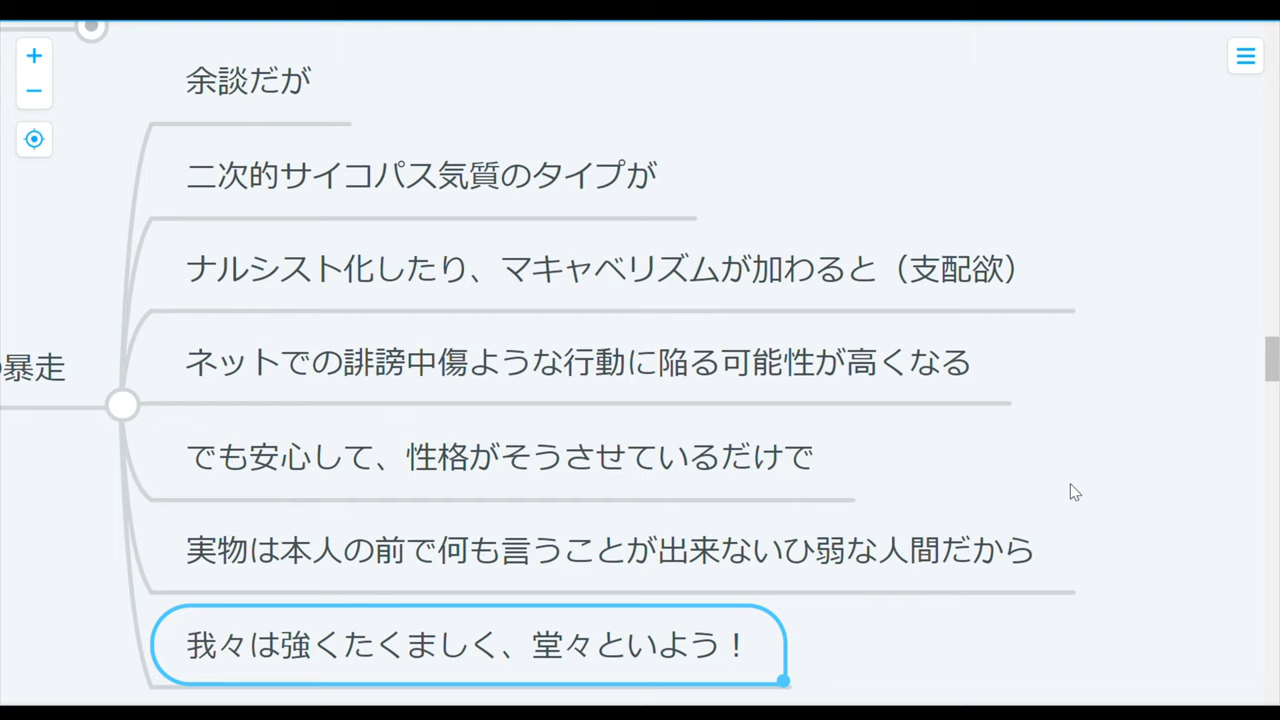 余談だが
二次的サイコパス気質のタイプが
ナルシスト化したり、マキャベリズムが加わると（支配欲）
ネットでの誹謗中傷ような行動に陥る可能性が高くなる
暴走
でも安心して、性格がそうさせているだけで
実物は本人の前で何も言うことが出来ないひ弱な人間だから
我々は強くたくましく、堂々といよう！